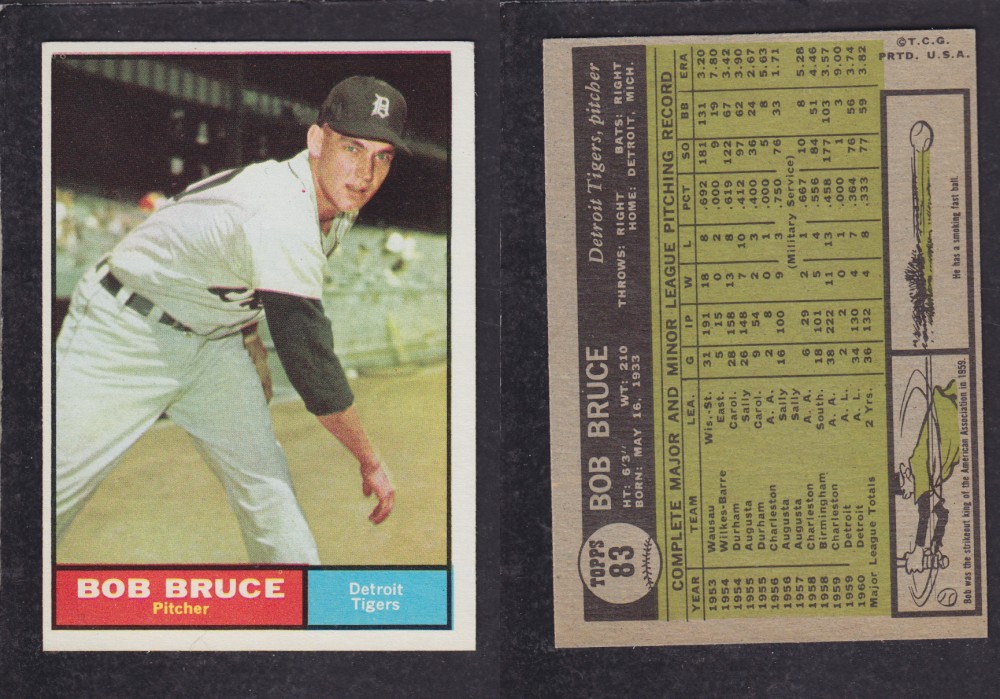 D
BOB BRUCE
Pitcher
Detroit
Tigers
TOPPS
83
BOB BRUCE Detroit Tigers, pitcher
HT: 6'3" WT: 210 THROWS: RIGHT BATS: RIGHT
BORN: MAY 16, 1933 HOME: DETROIT, MICH.
COMPLETE MAJOR AND MINOR LEAGUE PITCHING RECORD
YEAR TEAM LEA. G IP W L PCT SO BB ERA
1953 Wausau Wis.-St. 31 191 18 8 .692 181 131 3.20
1954 Wilkes-Barre East. 5 15 0 2 .000 9 19 7.80
1954 Durham Carol. 28 158 13 8 .619 122 67 3.42
1955 Augusta Sally 26 148 7 10 .412 97 62 3.90
1955 Durham Carol. 9 54 2 3 .400 36 24 2.67
1956 Charleston A. A. 2 8 0 1 .000 5 8 5.63
1956 Augusta Sally 16 100 9 3 .750 76 33 1.71
1957 Augusta Sally (Military Service)
1958 Charleston A. A. 6 29 2 1 .667 10 8 5.28
1958 Birmingham South. 18 101 5 4 .556 84 51 4.46
1959 Charleston A. A. 38 222 11 13 .458 177 103 3.57
1959 Detroit A. L. 2 2 0 1 .000 1 3 9.00
1960 Detroit A. L. 34 130 4 7 .364 76 56 3.74
Major League Totals 2 Yrs. 36 132 4 8 .333 77 59 3.82
©T.C.G.
PRTD. U.S.A.
Bob was the strikeout king of the American Association in 1959.
He has a smoking fast ball.